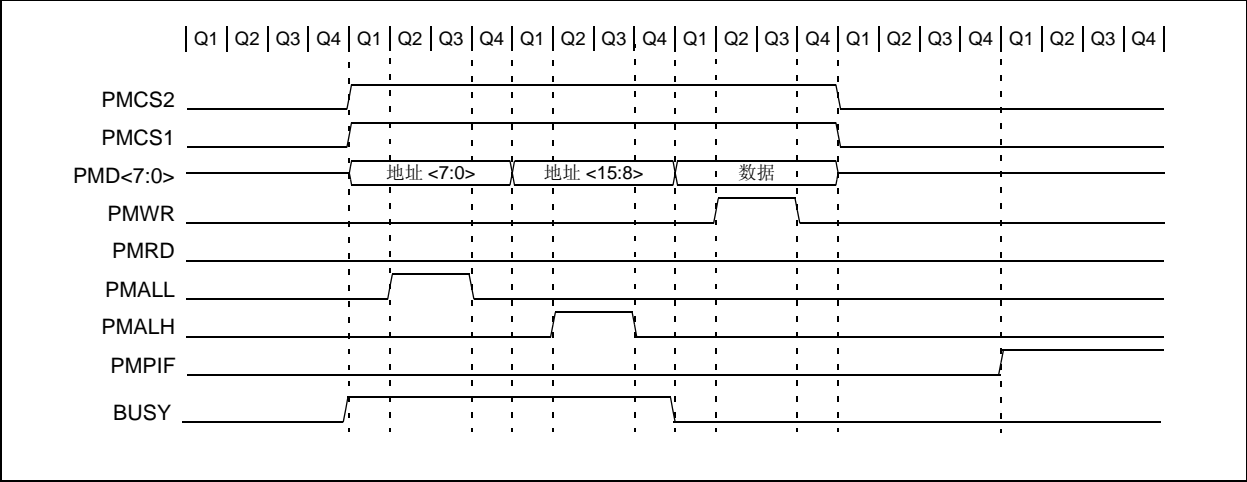 Q1 Q2 Q3 Q4 Q1 Q2 Q3 Q4 Q1 Q2 Q3 Q4 Q1 Q2 Q3 Q4 Q1 Q2 Q3 Q4 Q1 Q2 Q3 Q4
PMCS2
PMCS1
PMD<7:0> 地址 <7:0> 地址 <15:8> 数据
PMWR
PMRD
PMALL
PMALH
PMPIF
BUSY